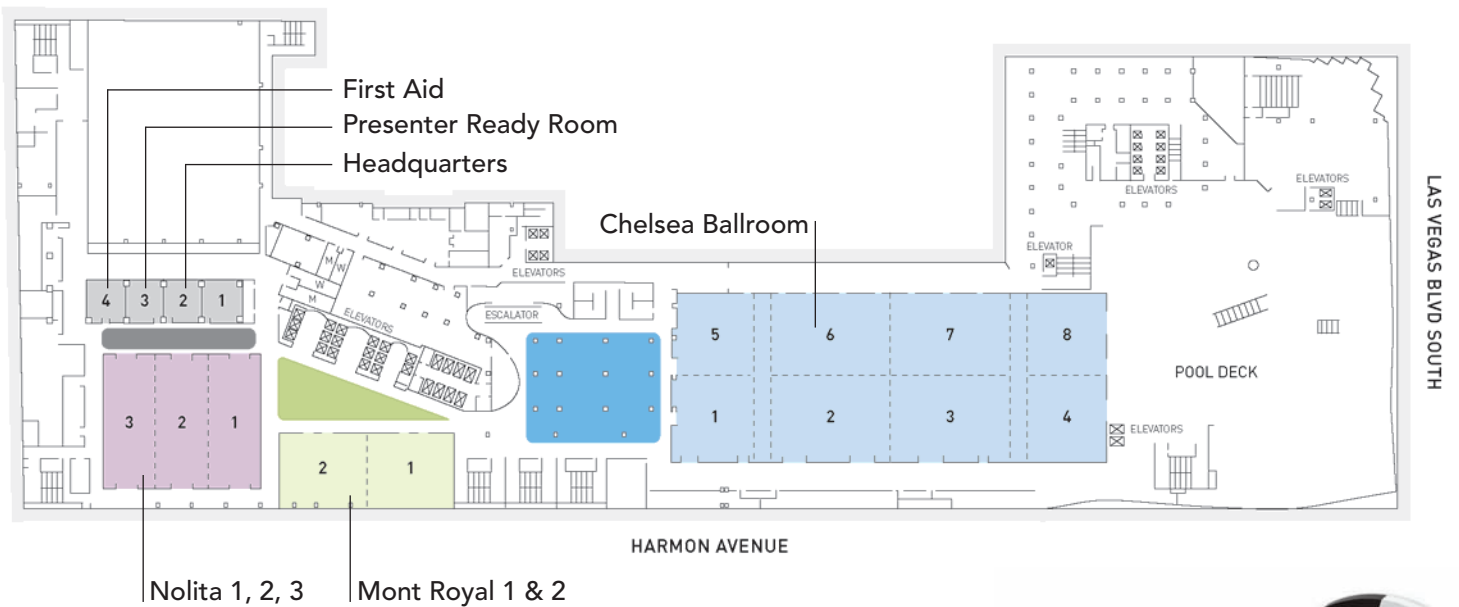 First Aid
Presenter Ready Room
Headquarters
Chelsea Ballroom
ELEVATORS
ELEVATORS
ELEVATOR
ELEVATORS
M
W
W
M
ELEVATORS
ESCALATOR
4 3 2 1
5 6 7 8
POOL DECK
LAS VEGAS BLVD SOUTH
3 2 1
1 2 3 4
ELEVATORS
2 1
HARMON AVENUE
Nolita 1, 2, 3
Mont Royal 1 & 2